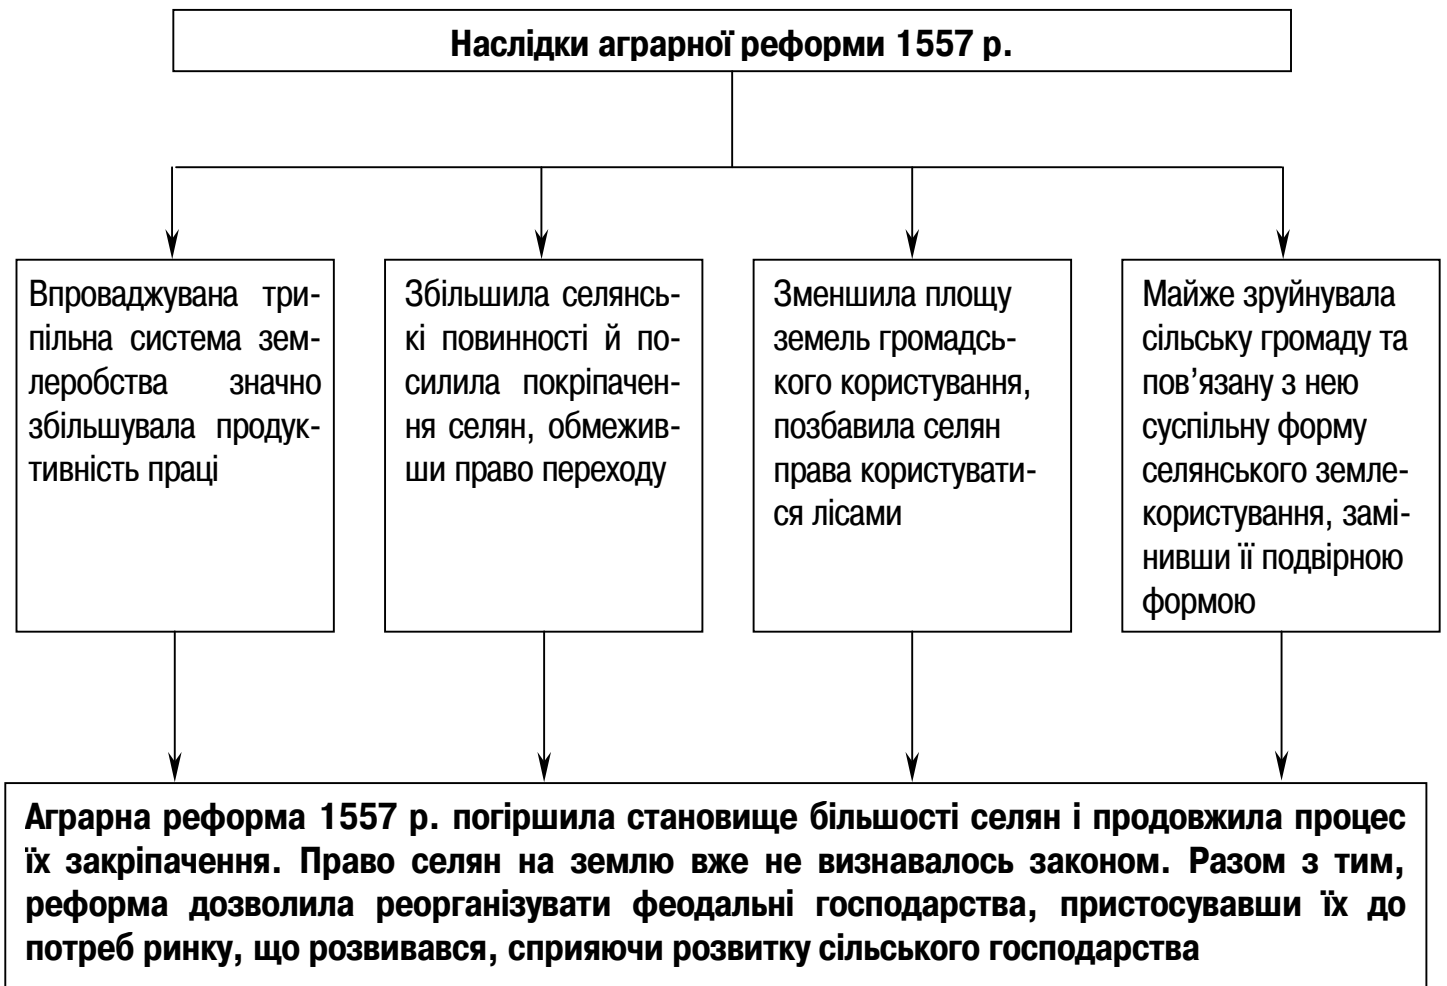 Наслідки аграрної реформи 1557 р.
Впроваджувана три-
пільна система зем-
леробства значно
збільшувала продук-
тивність праці
Збільшила селянсь-
кі повинності й по-
силила покріпачен-
ня селян, обмежив-
ши право переходу
Зменшила площу
земель громадсь-
кого користування,
позбавила селян
права користувати-
ся лісами
Майже зруйнувала
сільську громаду та
пов’язану з нею
суспільну форму
селянського земле-
користування, замі-
нивши її подвірною
формою
Аграрна реформа 1557 р. погіршила становище більшості селян і продовжила процес
їх закріпачення. Право селян на землю вже не визнавалось законом. Разом з тим,
реформа дозволила реорганізувати феодальні господарства, пристосувавши їх до
потреб ринку, що розвивався, сприяючи розвитку сільського господарства